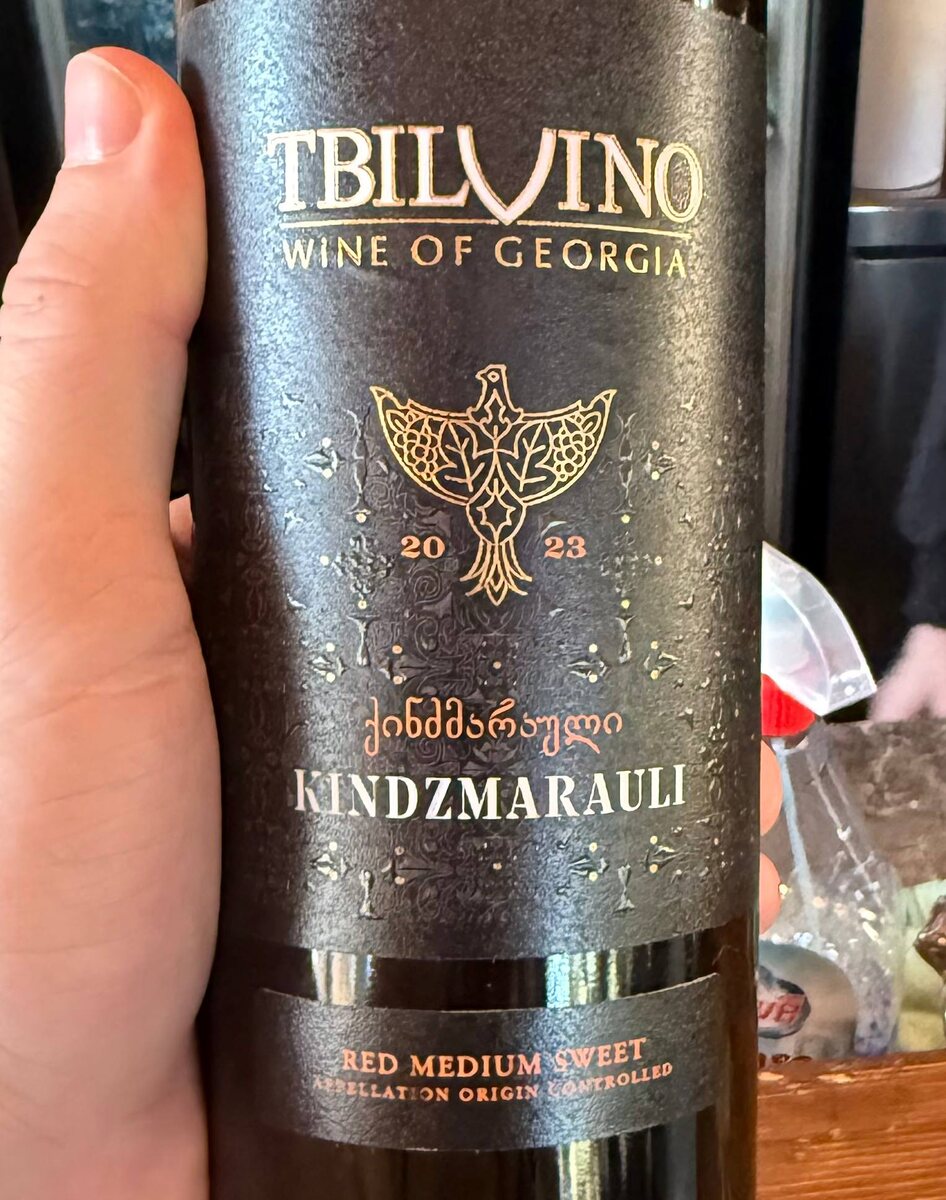 TBILVINO
WINE OF GEORGIA
20 23
ქინძმარაული
KINDZMARAULI
RED MEDIUM SWEET
APPELLATION ORIGIN CONTROLLED